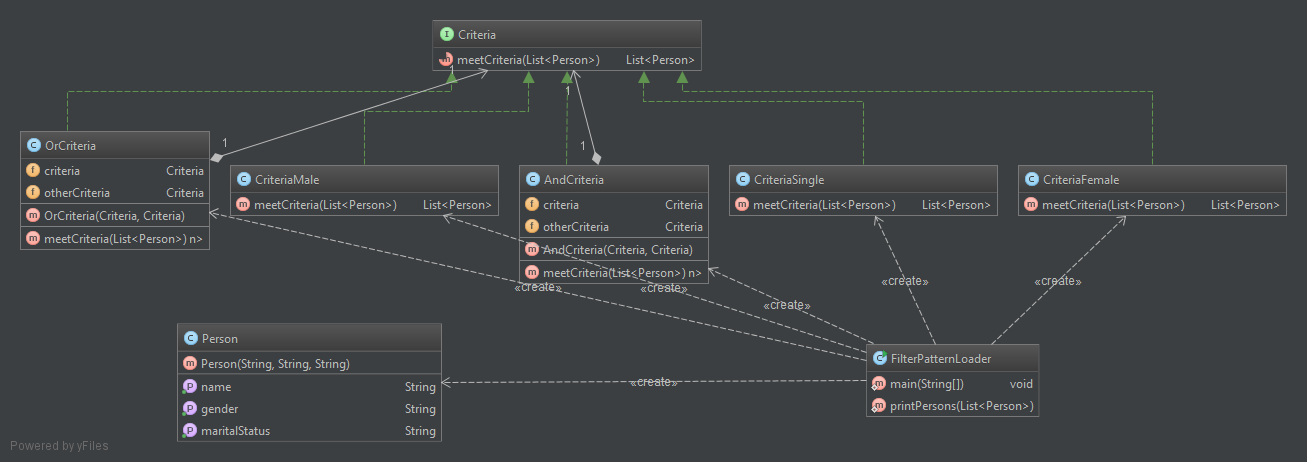 Criteria
meetCriteria(List<Person>) List<Person>
1
1
OrCriteria
criteria Criteria
otherCriteria Criteria
OrCriteria(Criteria, Criteria)
meetCriteria(List<Person>) n>
1
CriteriaMale
meetCriteria(List<Person>) List<Person>
1
AndCriteria
criteria Criteria
otherCriteria Criteria
AndCriteria(Criteria, Criteria)
meetCriteria(List<Person>) n>
CriteriaSingle
meetCriteria(List<Person>) List<Person>
CriteriaFemale
meetCriteria(List<Person>) List<Person>
«create»
«create»
«create»
«create»
«create»
Person
Person(String, String, String)
name String
gender String
maritalStatus String
«create»
FilterPatternLoader
main(String[]) void
printPersons(List<Person>)
Powered by yFiles